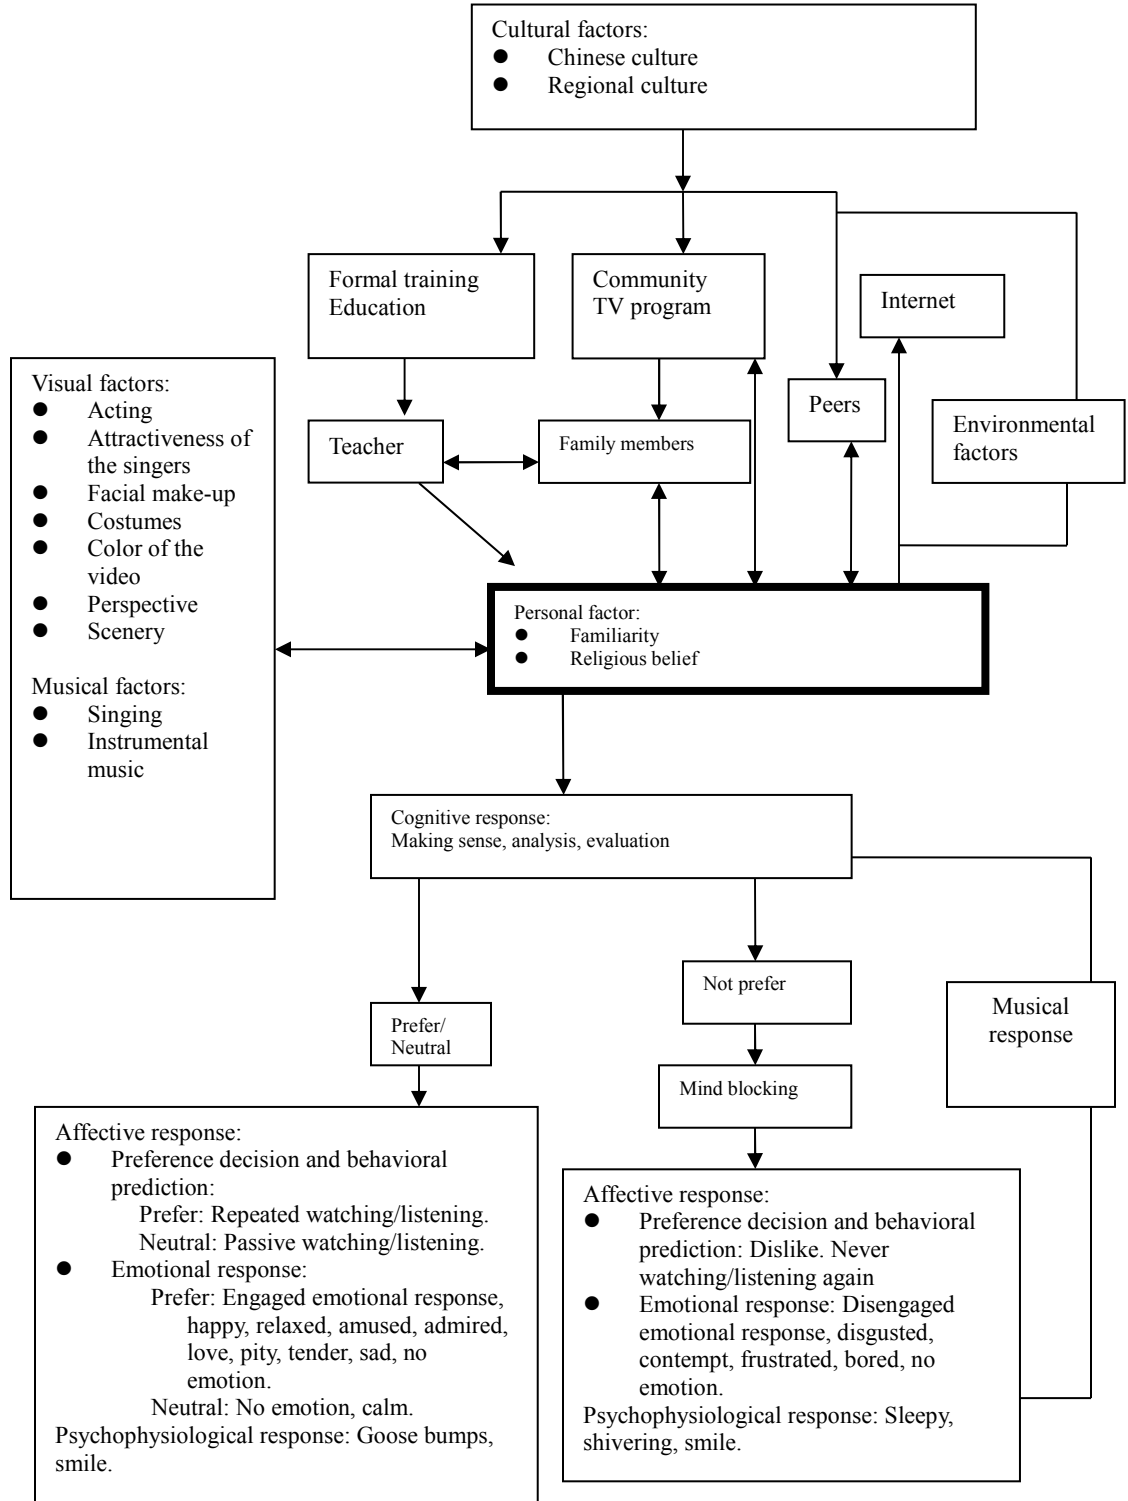 Cultural factors:
● Chinese culture
● Regional culture
Formal training
Education
Community
TV program
Internet
Peers
Environmental
factors
Teacher
Family members
Visual factors:
● Acting
● Attractiveness of
the singers
● Facial make-up
● Costumes
● Color of the
video
● Perspective
● Scenery
Musical factors:
● Singing
● Instrumental
music
Personal factor:
● Familiarity
● Religious belief
Cognitive response:
Making sense, analysis, evaluation
Not prefer
Prefer/
Neutral
Mind blocking
Musical
response
Affective response:
● Preference decision and behavioral
prediction:
Prefer: Repeated watching/listening.
Neutral: Passive watching/listening.
● Emotional response:
Prefer: Engaged emotional response,
happy, relaxed, amused, admired,
love, pity, tender, sad, no
emotion.
Neutral: No emotion, calm.
Psychophysiological response: Goose bumps,
smile.
Affective response:
● Preference decision and behavioral
prediction: Dislike. Never
watching/listening again
● Emotional response: Disengaged
emotional response, disgusted,
contempt, frustrated, bored, no
emotion.
Psychophysiological response: Sleepy,
shivering, smile.